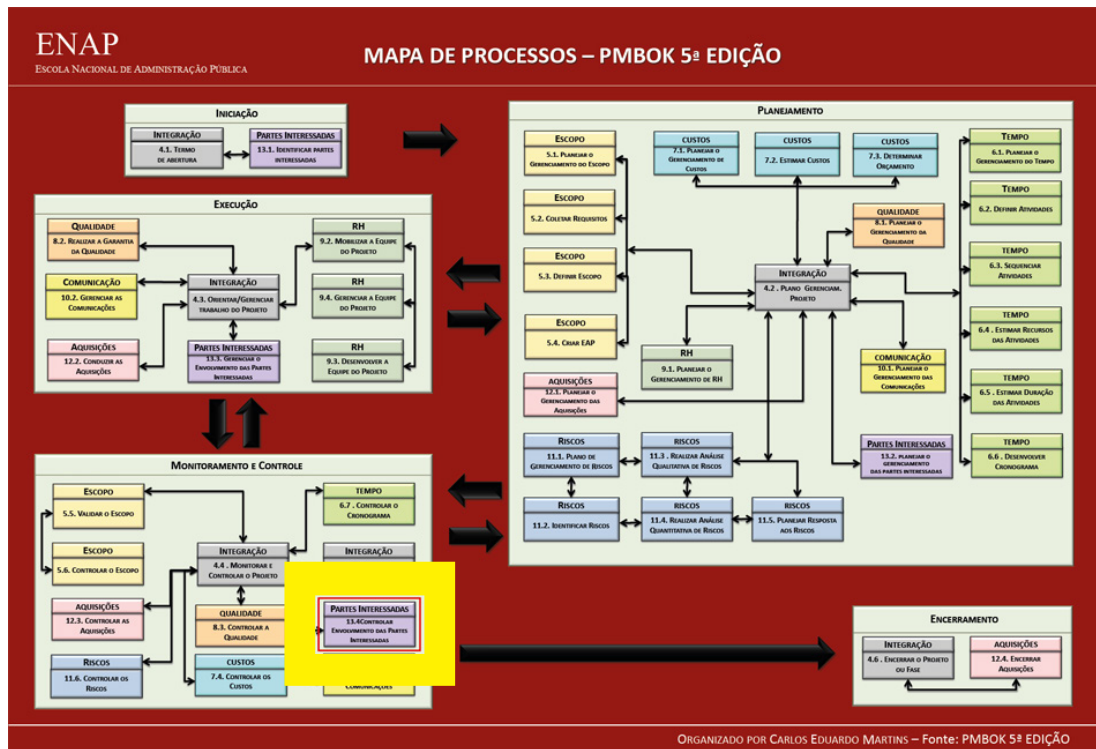 ENAP
ESCOLA NACIONAL DE ADMINISTRAÇÃO PÚBLICA
MAPA DE PROCESSOS – PMBOK 5ª EDIÇÃO
INICIAÇÃO
INTEGRAÇÃO
4.1. TERMO
DE ABERTURA
PARTES INTERESSADAS
13.1. IDENTIFICAR PARTES
INTERESSADAS
EXECUÇÃO
QUALIDADE
8.2. REALIZAR A GARANTIA
DA QUALIDADE
RH
9.2. MOBILIZAR A EQUIPE
DO PROJETO
COMUNICAÇÃO
10.2. GERENCIAR AS
COMUNICAÇÕES
INTEGRAÇÃO
4.3. ORIENTAR/GERENCIAR
TRABALHO DO PROJETO
RH
9.4. GERENCIAR A EQUIPE
DO PROJETO
AQUISIÇÕES
12.2. CONDUZIR AS
AQUISIÇÕES
PARTES INTERESSADAS
13.3. GERENCIAR O
ENVOLVIMENTO DAS PARTES
INTERESSADAS
RH
9.3. DESENVOLVER A
EQUIPE DO PROJETO
PLANEJAMENTO
ESCOPO
5.1. PLANEJAR O
GERENCIAMENTO DO ESCOPO
CUSTOS
7.1. PLANEJAR O
GERENCIAMENTO DE
CUSTOS
CUSTOS
7.2. ESTIMAR CUSTOS
CUSTOS
7.3. DETERMINAR
ORÇAMENTO
TEMPO
6.1. PLANEJAR O
GERENCIAMENTO DO TEMPO
ESCOPO
5.2. COLETAR REQUISITOS
QUALIDADE
8.1. PLANEJAR O
GERENCIAMENTO DA
QUALIDADE
TEMPO
6.2. DEFINIR ATIVIDADES
ESCOPO
5.3. DEFINIR ESCOPO
INTEGRAÇÃO
4.2 . PLANO GERENCIAM.
PROJETO
TEMPO
6.3. SEQUENCIAR
ATIVIDADES
ESCOPO
5.4. CRIAR EAP
RH
9.1. PLANEJAR O
GERENCIAMENTO DE RH
COMUNICAÇÃO
10.1. PLANEJAR O
GERENCIAMENTO DAS
COMUNICAÇÕES
TEMPO
6.4 . ESTIMAR RECURSOS
DAS ATIVIDADES
AQUISIÇÕES
12.1. PLANEJAR O
GERENCIAMENTO DAS
AQUISIÇÕES
TEMPO
6.5 . ESTIMAR DURAÇÃO
DAS ATIVIDADES
RISCOS
11.1. PLANO DE
GERENCIAMENTO DE RISCOS
RISCOS
11.3 . REALIZAR ANÁLISE
QUALITATIVA DE RISCOS
PARTES INTERESSADAS
13.2. PLANEJAR O
GERENCIAMENTO
DAS PARTES INTERESSADAS
TEMPO
6.6 . DESENVOLVER
CRONOGRAMA
RISCOS
11.2. IDENTIFICAR RISCOS
RISCOS
11.4. REALIZAR ANÁLISE
QUANTITATIVA DE RISCOS
RISCOS
11.5. PLANEJAR RESPOSTA
AOS RISCOS
MONITORAMENTO E CONTROLE
ESCOPO
5.5. VALIDAR O ESCOPO
TEMPO
6.7 . CONTROLAR O
CRONOGRAMA
ESCOPO
5.6. CONTROLAR O ESCOPO
INTEGRAÇÃO
4.4 . MONITORAR E
CONTROLAR O PROJETO
INTEGRAÇÃO
AQUISIÇÕES
12.3. CONTROLAR AS
AQUISIÇÕES
QUALIDADE
8.3. CONTROLAR A
QUALIDADE
PARTES INTERESSADAS
13.4CONTROLAR
ENVOLVIMENTO DAS PARTES
INTERESSADAS
RISCOS
11.6. CONTROLAR OS
RISCOS
CUSTOS
7.4. CONTROLAR OS
CUSTOS
COMUNICAÇÕES
ENCERRAMENTO
INTEGRAÇÃO
4.6 . ENCERRAR O PROJETO
OU FASE
AQUISIÇÕES
12.4. ENCERRAR
AQUISIÇÕES
ORGANIZADO POR CARLOS EDUARDO MARTINS – Fonte: PMBOK 5ª EDIÇÃO